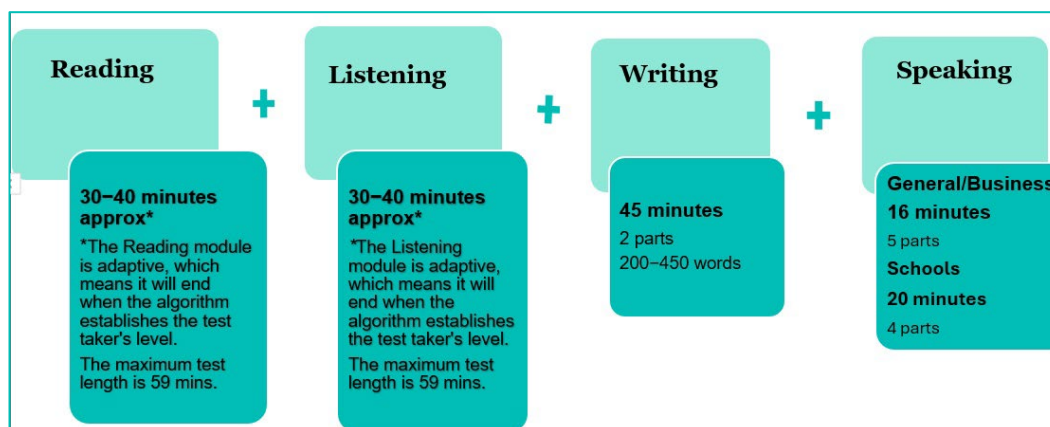 Reading
30–40 minutes
approx*
*The Reading module
is adaptive, which
means it will end
when the algorithm
establishes the test
taker's level.
The maximum test
length is 59 mins.
Listening
30–40 minutes
approx*
*The Listening
module is adaptive,
which means it will
end when the
algorithm establishes
the test taker's level.
The maximum test
length is 59 mins.
Writing
45 minutes
2 parts
200–450 words
Speaking
General/Business
16 minutes
5 parts
Schools
20 minutes
4 parts